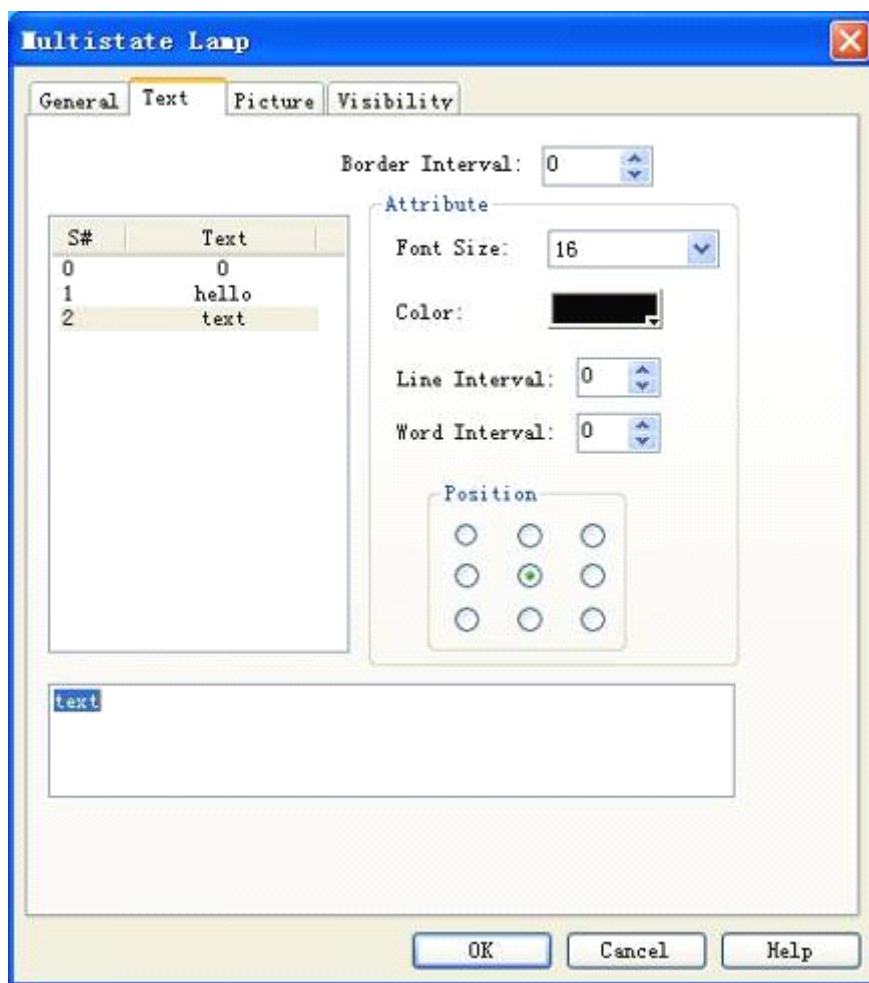 Multistate Lamp
General Text Picture Visibility
Border Interval: 0
Attribute
S# Text
0 0
1 hello
2 text
Font Size: 16
Color:
Line Interval: 0
Word Interval: 0
Position
text
OK Cancel Help